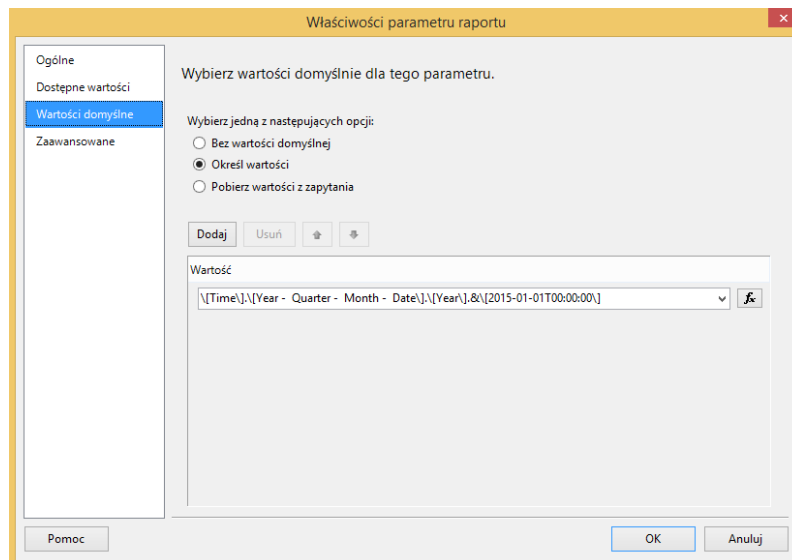 Właściwości parametru raportu
Ogólne
Dostępne wartości
Wartości domyślne
Zaawansowane
Wybierz wartości domyślnie dla tego parametru.
Wybierz jedną z następujących opcji:
Bez wartości domyślnej
Określ wartości
Pobierz wartości z zapytania
Dodaj Usuń
Wartość
\[Time\].\[Year - Quarter - Month - Date\].\[Year\].&\[2015-01-01T00:00:00\] fx
Pomoc OK Anuluj